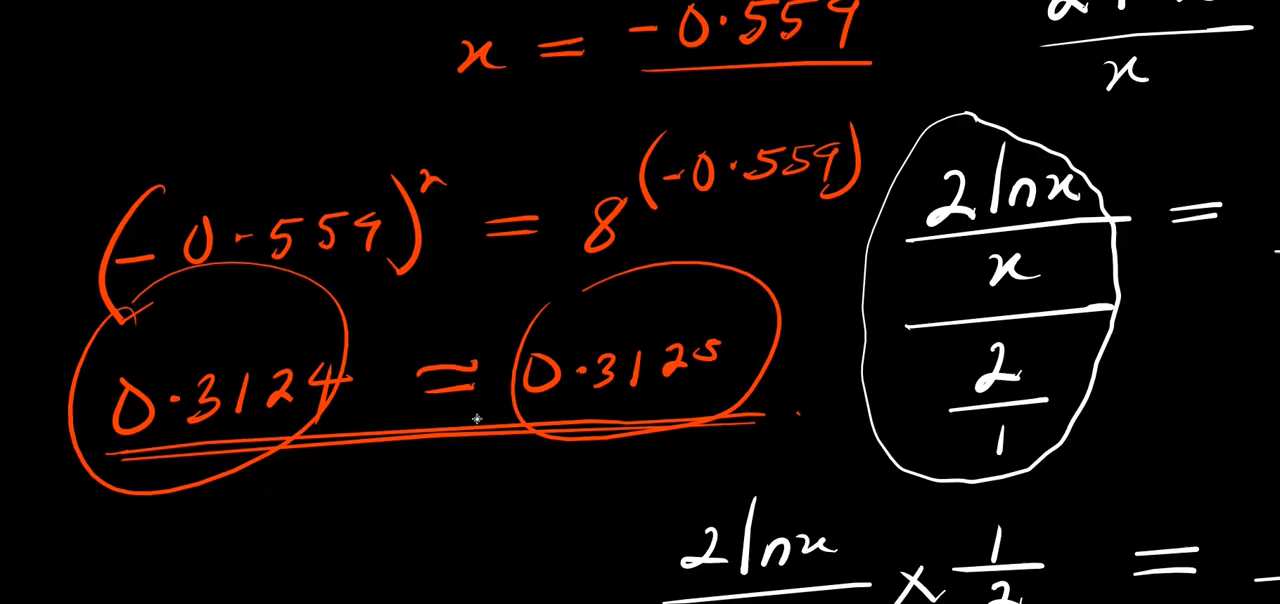 x = -0.559
(-0.559)^x = 8^(-0.559)
0.3124 ≃ 0.3125
x
2lnx
x
=
2
1
2lnx × 1 =
2